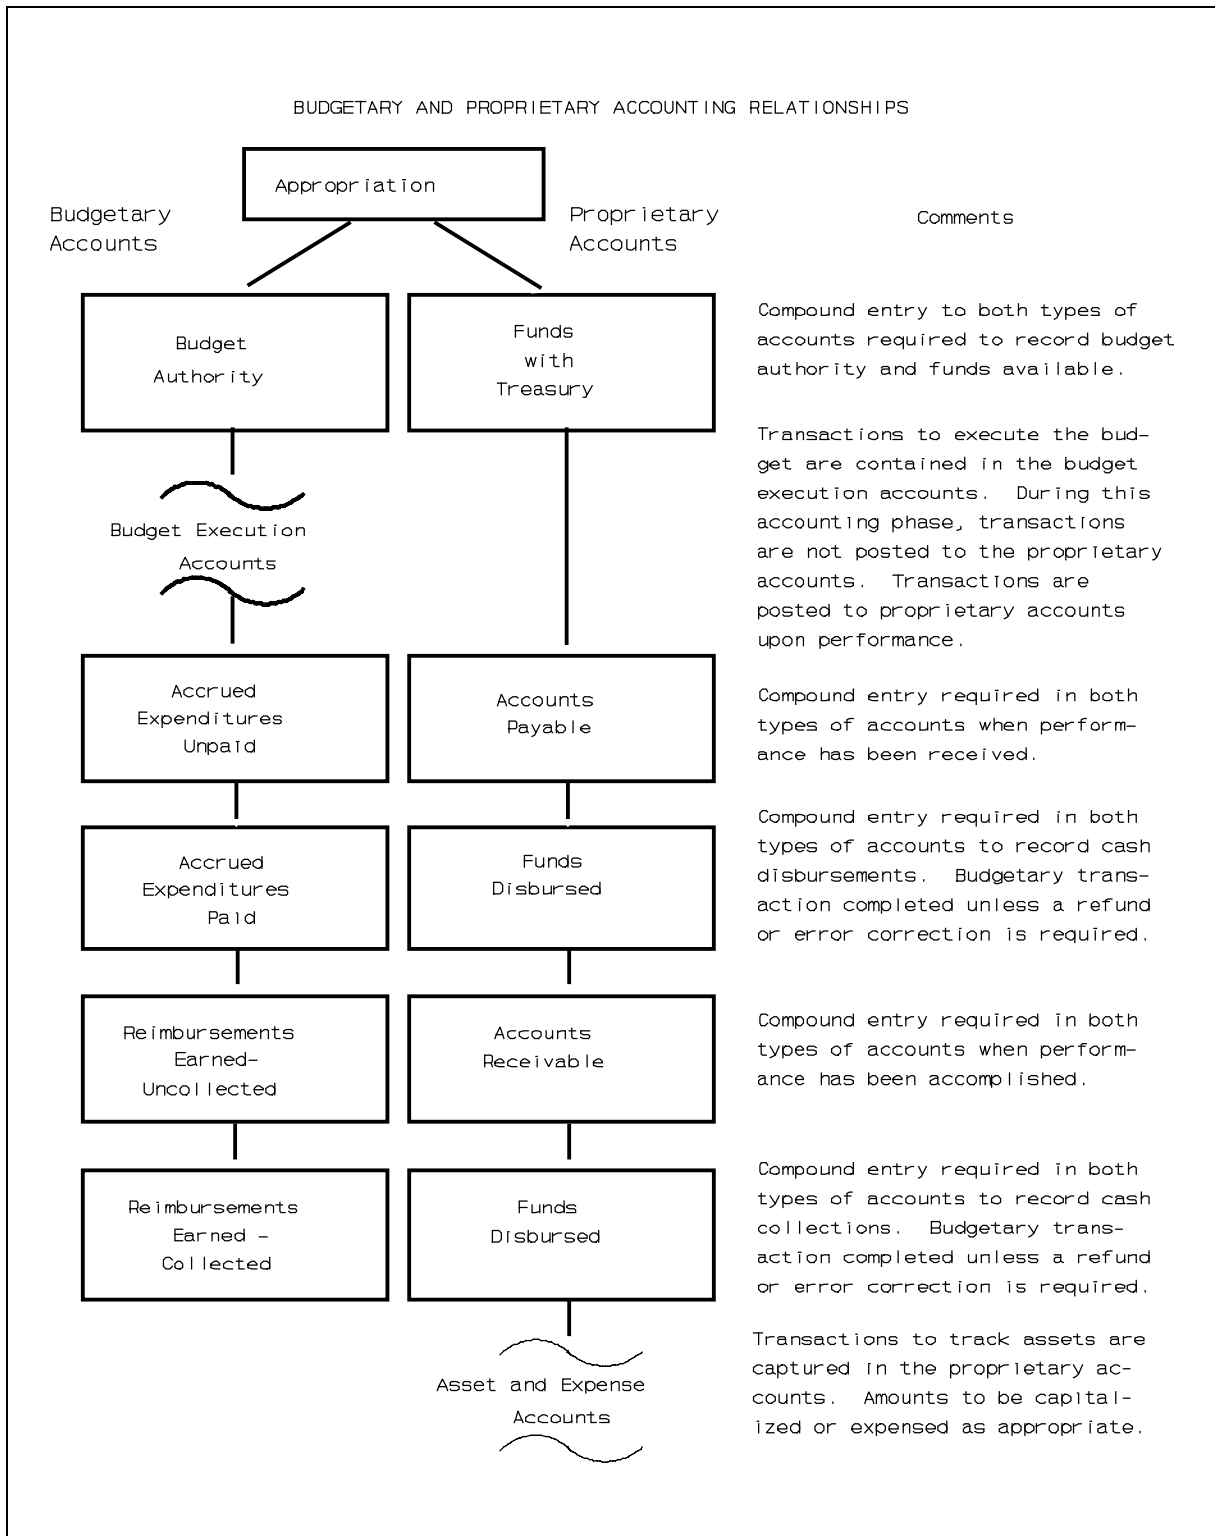 BUDGETARY AND PROPRIETARY ACCOUNTING RELATIONSHIPS
Appropriation
Budgetary
Accounts
Proprietary
Accounts
Comments
Budget
Authority
Funds
with
Treasury
Compound entry to both types of
accounts required to record budget
authority and funds available.
Budget Execution
Accounts
Transactions to execute the bud-
get are contained in the budget
execution accounts. During this
accounting phase, transactions
are not posted to the proprietary
accounts. Transactions are
posted to proprietary accounts
upon performance.
Accrued
Expenditures
Unpaid
Accounts
Payable
Compound entry required in both
types of accounts when perform-
ance has been received.
Accrued
Expenditures
Paid
Funds
Disbursed
Compound entry required in both
types of accounts to record cash
disbursements. Budgetary trans-
action completed unless a refund
or error correction is required.
Reimbursements
Earned-
Uncollected
Accounts
Receivable
Compound entry required in both
types of accounts when perform-
ance has been accomplished.
Reimbursements
Earned -
Collected
Funds
Disbursed
Compound entry required in both
types of accounts to record cash
collections. Budgetary trans-
action completed unless a refund
or error correction is required.
Asset and Expense
Accounts
Transactions to track assets are
captured in the proprietary ac-
counts. Amounts to be capital-
ized or expensed as appropriate.